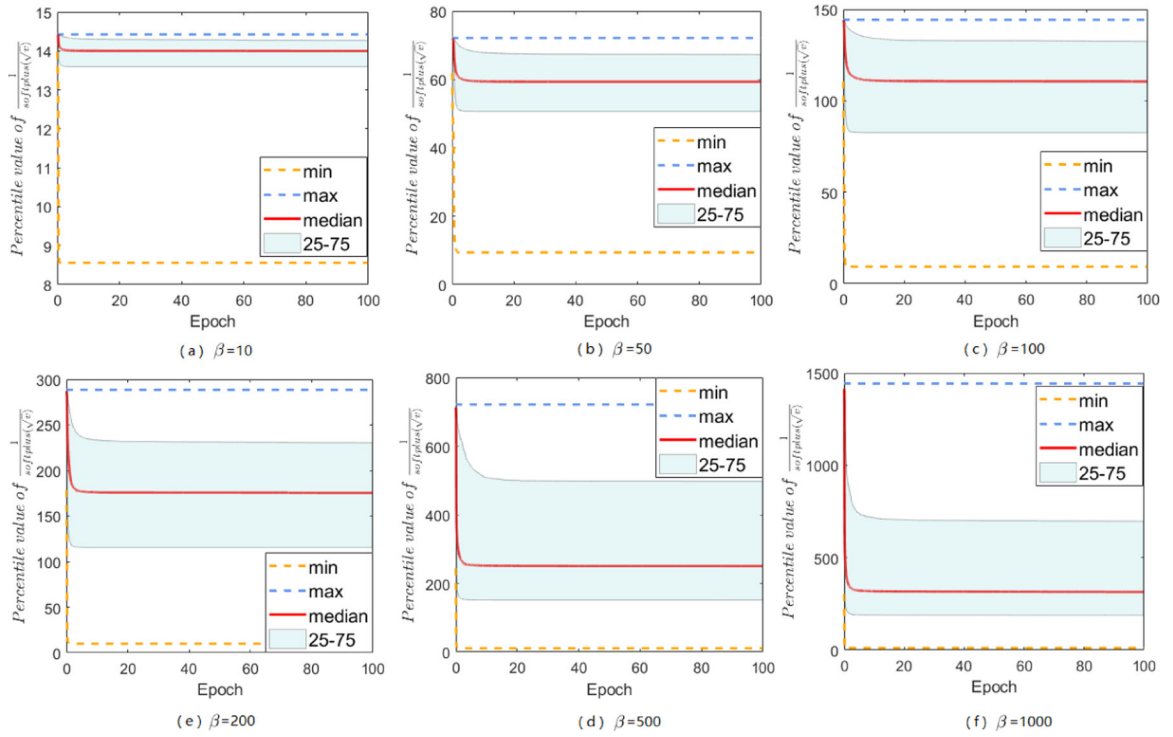 Percentile value of 1/softplus(√v)
15
14
13
12
11
10
9
8
min
max
median
25-75
0 20 40 60 80 100
Epoch
(a) β=10
Percentile value of 1/softplus(√v)
80
60
40
20
0
min
max
median
25-75
0 20 40 60 80 100
Epoch
(b) β=50
Percentile value of 1/softplus(√v)
150
100
50
0
min
max
median
25-75
0 20 40 60 80 100
Epoch
(c) β=100
Percentile value of 1/softplus(√v)
300
250
200
150
100
50
0
min
max
median
25-75
0 20 40 60 80 100
Epoch
(e) β=200
Percentile value of 1/softplus(√v)
800
600
400
200
0
min
max
median
25-75
0 20 40 60 80 100
Epoch
(d) β=500
Percentile value of 1/softplus(√v)
1500
1000
500
0
min
max
median
25-75
0 20 40 60 80 100
Epoch
(f) β=1000